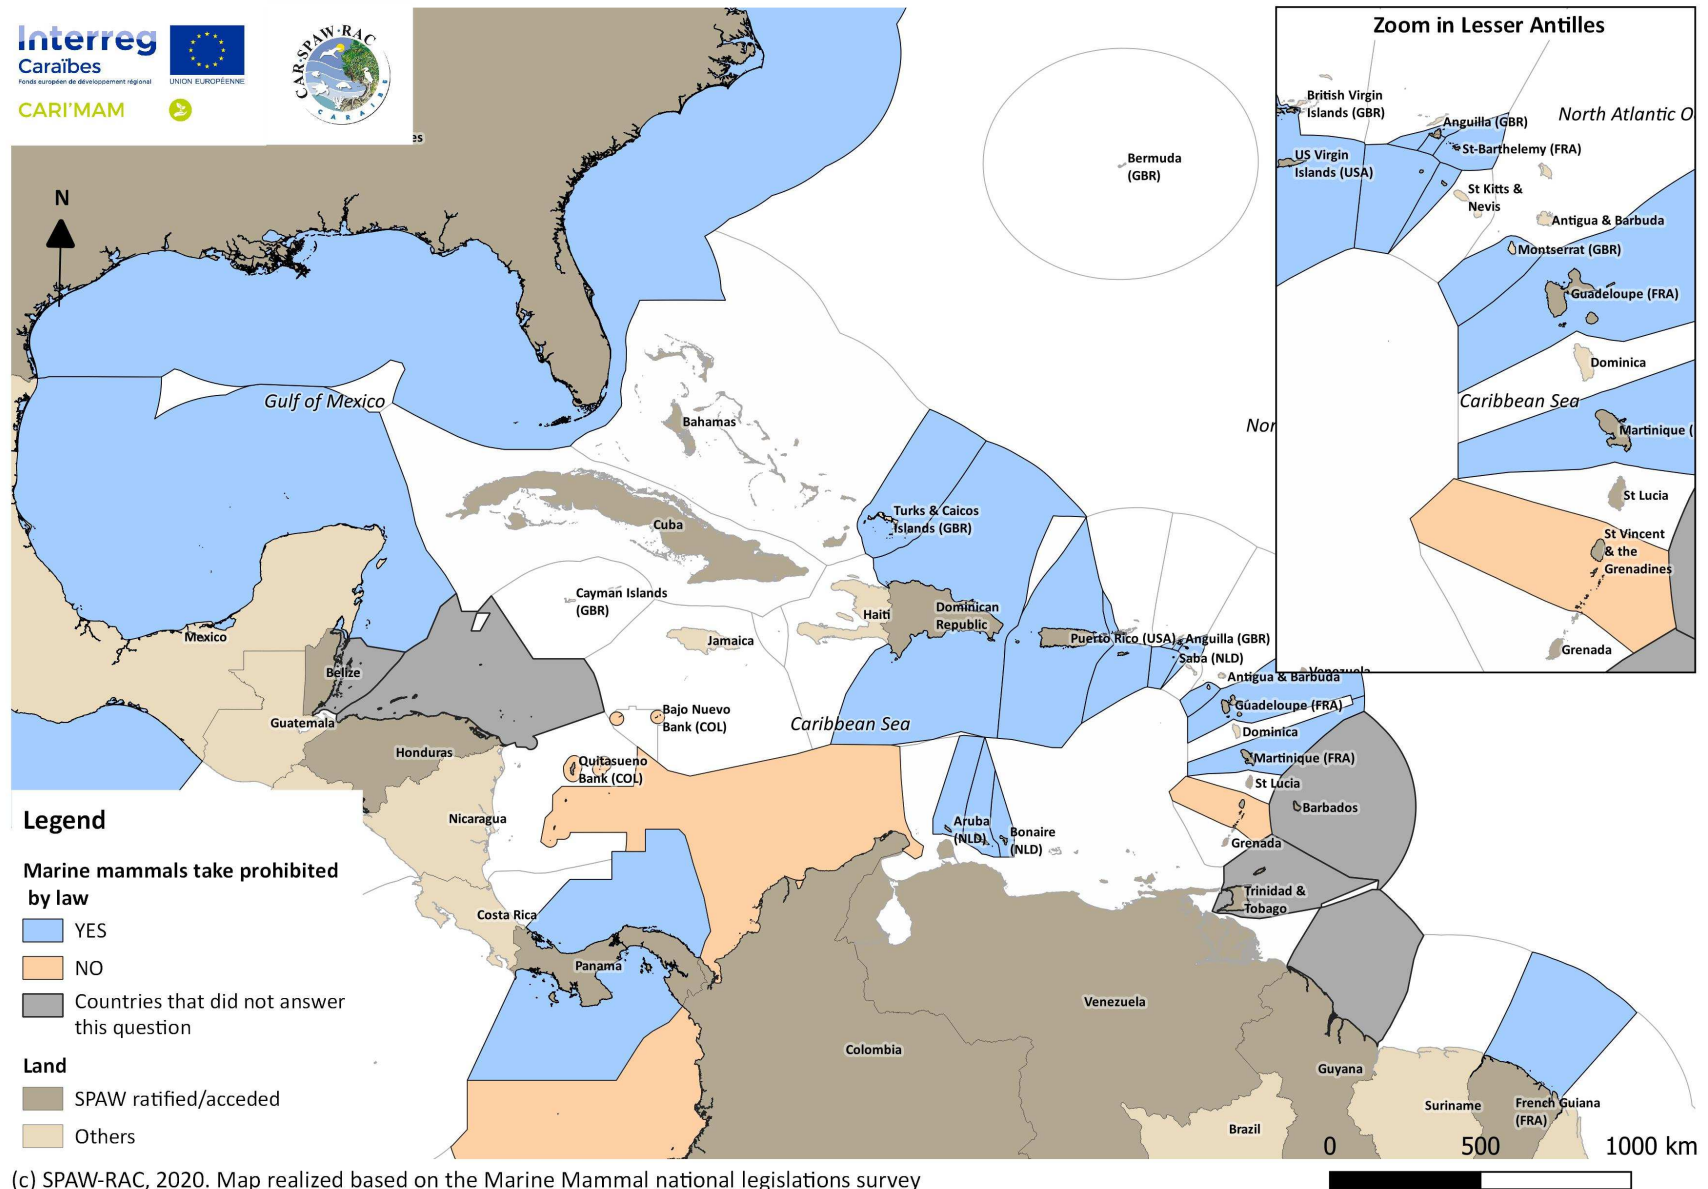 Interreg
Caraïbes
Fonds européen de développement régional
UNION EUROPÉENNE
CARI'MAM
CAR-SPAW-RAC
CARAIBE
es
N
Zoom in Lesser Antilles
British Virgin
Islands (GBR)
Anguilla (GBR)
North Atlantic O
St-Barthelemy (FRA)
US Virgin
Islands (USA)
St Kitts &
Nevis
Antigua & Barbuda
Montserrat (GBR)
Guadeloupe (FRA)
Dominica
Caribbean Sea
Martinique (
St Lucia
St Vincent
& the
Grenadines
Grenada
Bermuda
(GBR)
Gulf of Mexico
Bahamas
Nor
Turks & Caicos
Islands (GBR)
Cuba
Cayman Islands
(GBR)
Haiti
Dominican
Republic
Jamaica
Mexico
Puerto Rico (USA)
Anguilla (GBR)
Saba (NLD)
Venezuela
Antigua & Barbuda
Belize
Guadeloupe (FRA)
Bajo Nuevo
Bank (COL)
Caribbean Sea
Guatemala
Dominica
Honduras
Martinique (FRA)
Quitasueno
Bank (COL)
St Lucia
Barbados
Nicaragua
Aruba
(NLD)
Bonaire
(NLD)
Grenada
Trinidad &
Tobago
Costa Rica
Panama
Venezuela
Colombia
Guyana
Suriname
French Guiana
(FRA)
Brazil
Legend
Marine mammals take prohibited
by law
YES
NO
Countries that did not answer
this question
Land
SPAW ratified/acceded
Others
0 500 1000 km
(c) SPAW-RAC, 2020. Map realized based on the Marine Mammal national legislations survey